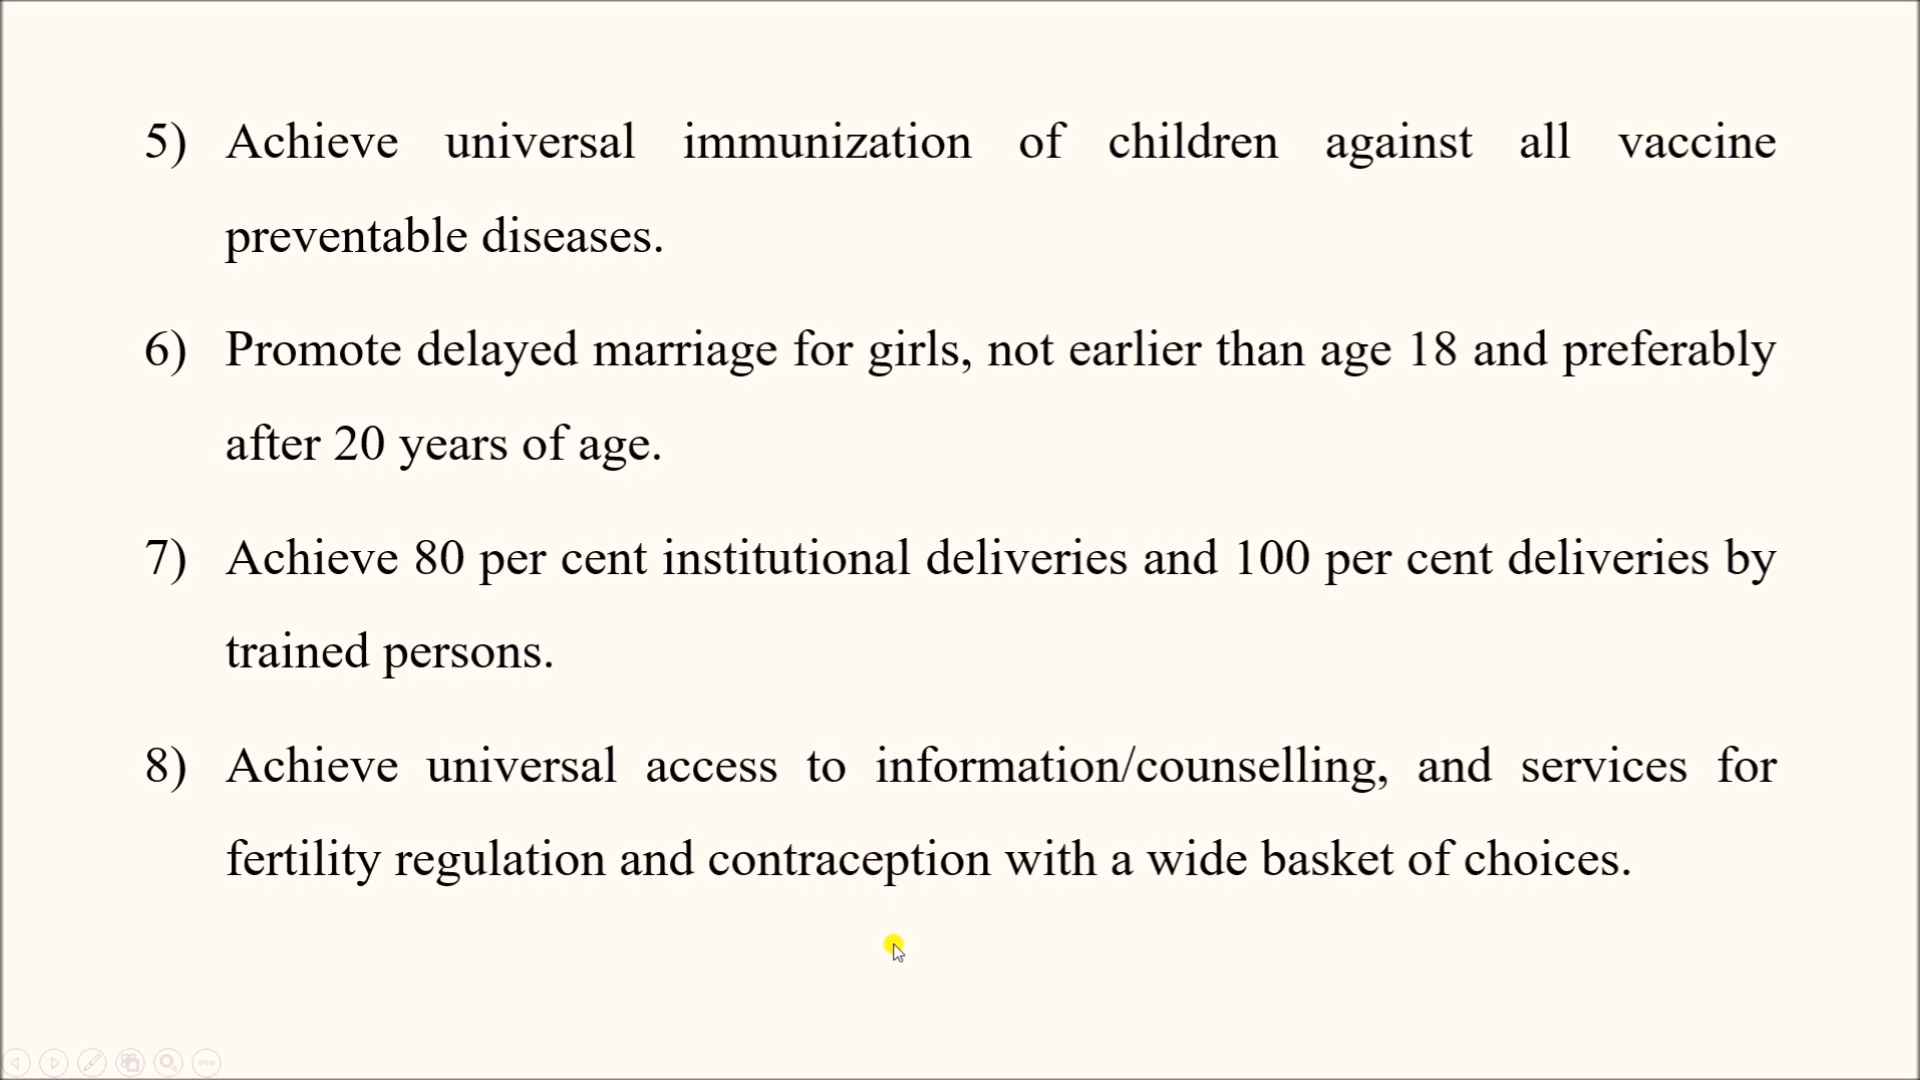 5) Achieve universal immunization of children against all vaccine
preventable diseases.
6) Promote delayed marriage for girls, not earlier than age 18 and preferably
after 20 years of age.
7) Achieve 80 per cent institutional deliveries and 100 per cent deliveries by
trained persons.
8) Achieve universal access to information/counselling, and services for
fertility regulation and contraception with a wide basket of choices.